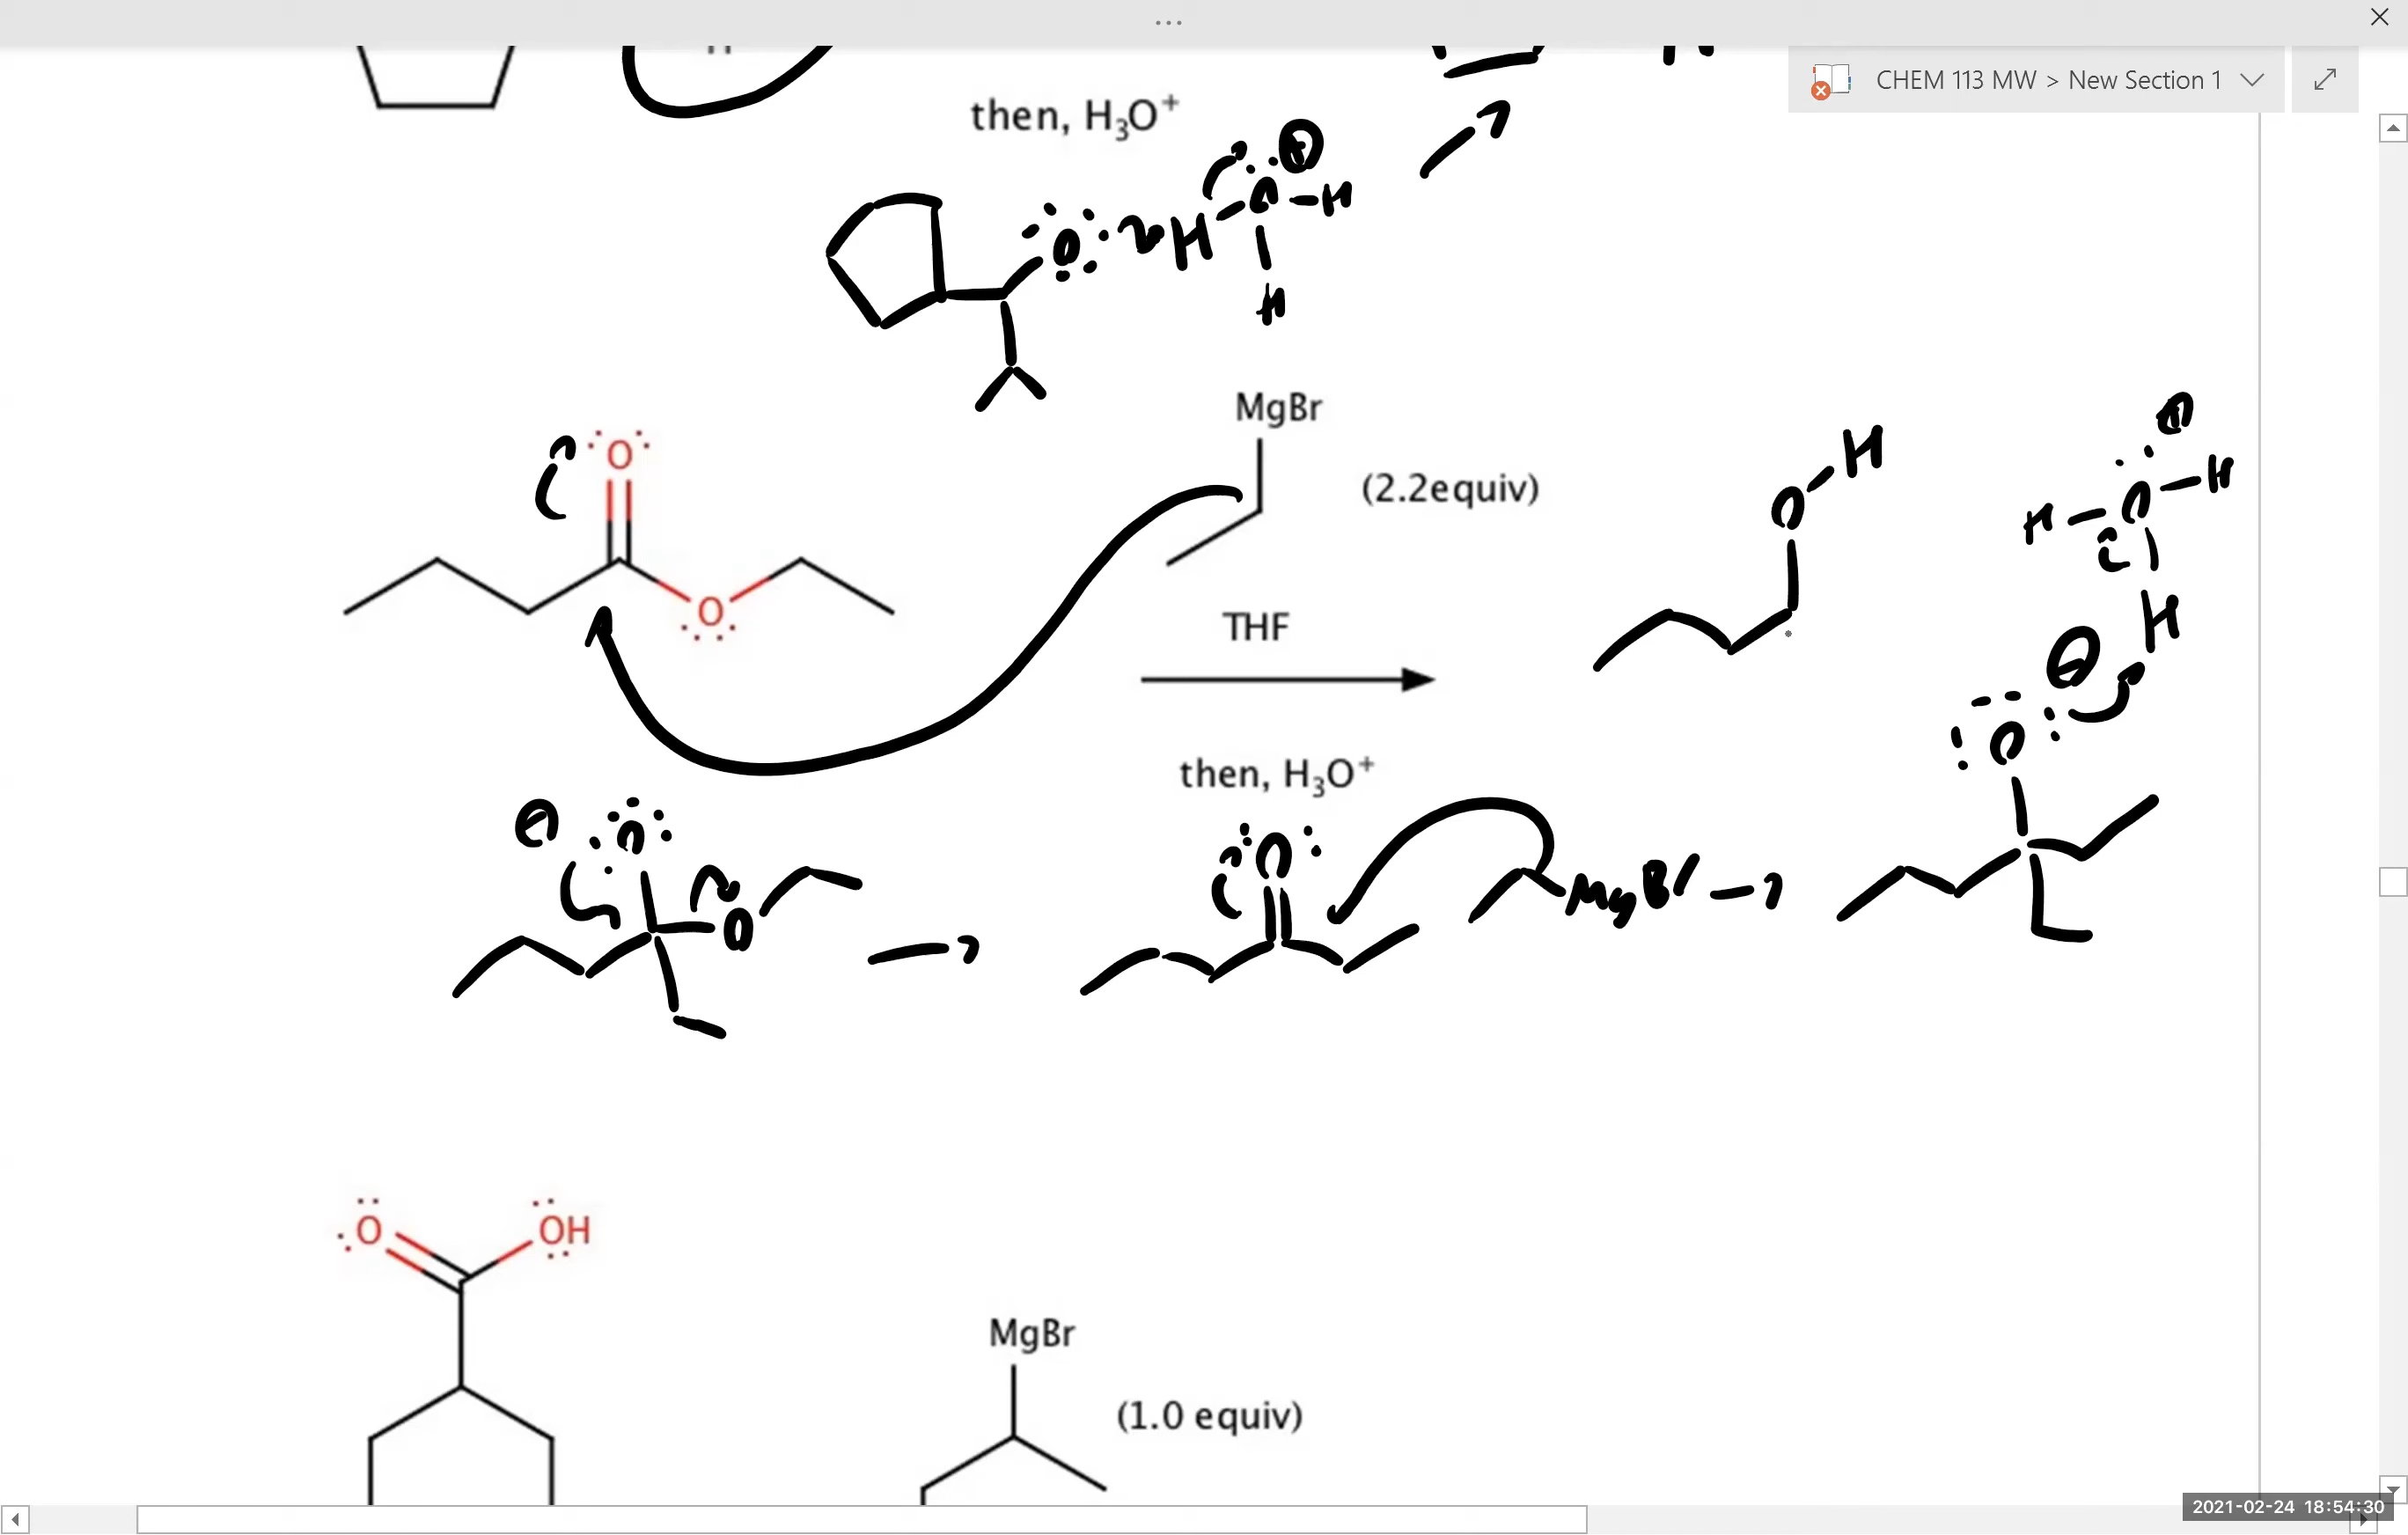 CHEM 113 MW > New Section 1
H
then, H₃O⁺
O
H
O
H
H
MgBr
(2.2equiv)
THF
then, H₃O⁺
O
O
O
H
H
O
H
H
O
O
O
O
MgBr
O
OH
MgBr
(1.0 equiv)
2021-02-24 18:54:30